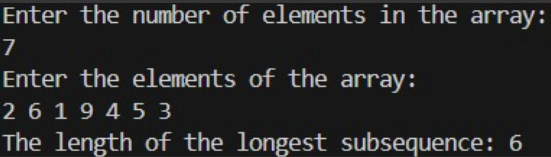 Enter the number of elements in the array:
7
Enter the elements of the array:
2 6 1 9 4 5 3
The length of the longest subsequence: 6